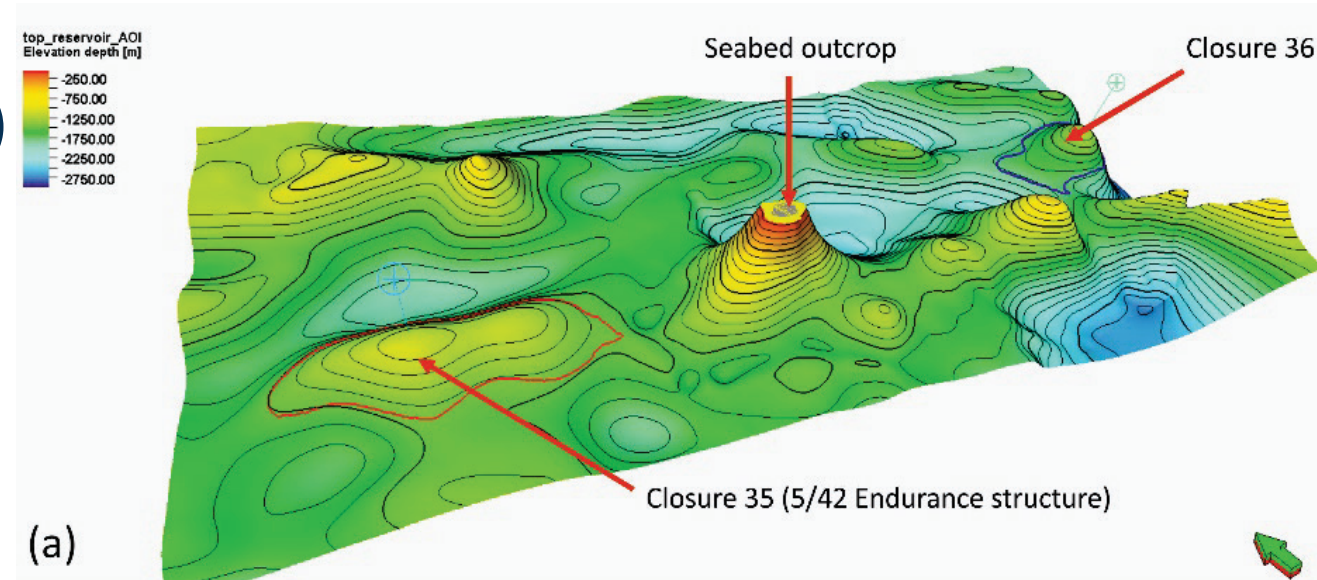 top_reservoir_AOI
Elevation depth [m]
-250.00
-750.00
-1250.00
-1750.00
-2250.00
-2750.00
Seabed outcrop
Closure 36
Closure 35 (5/42 Endurance structure)
(a)